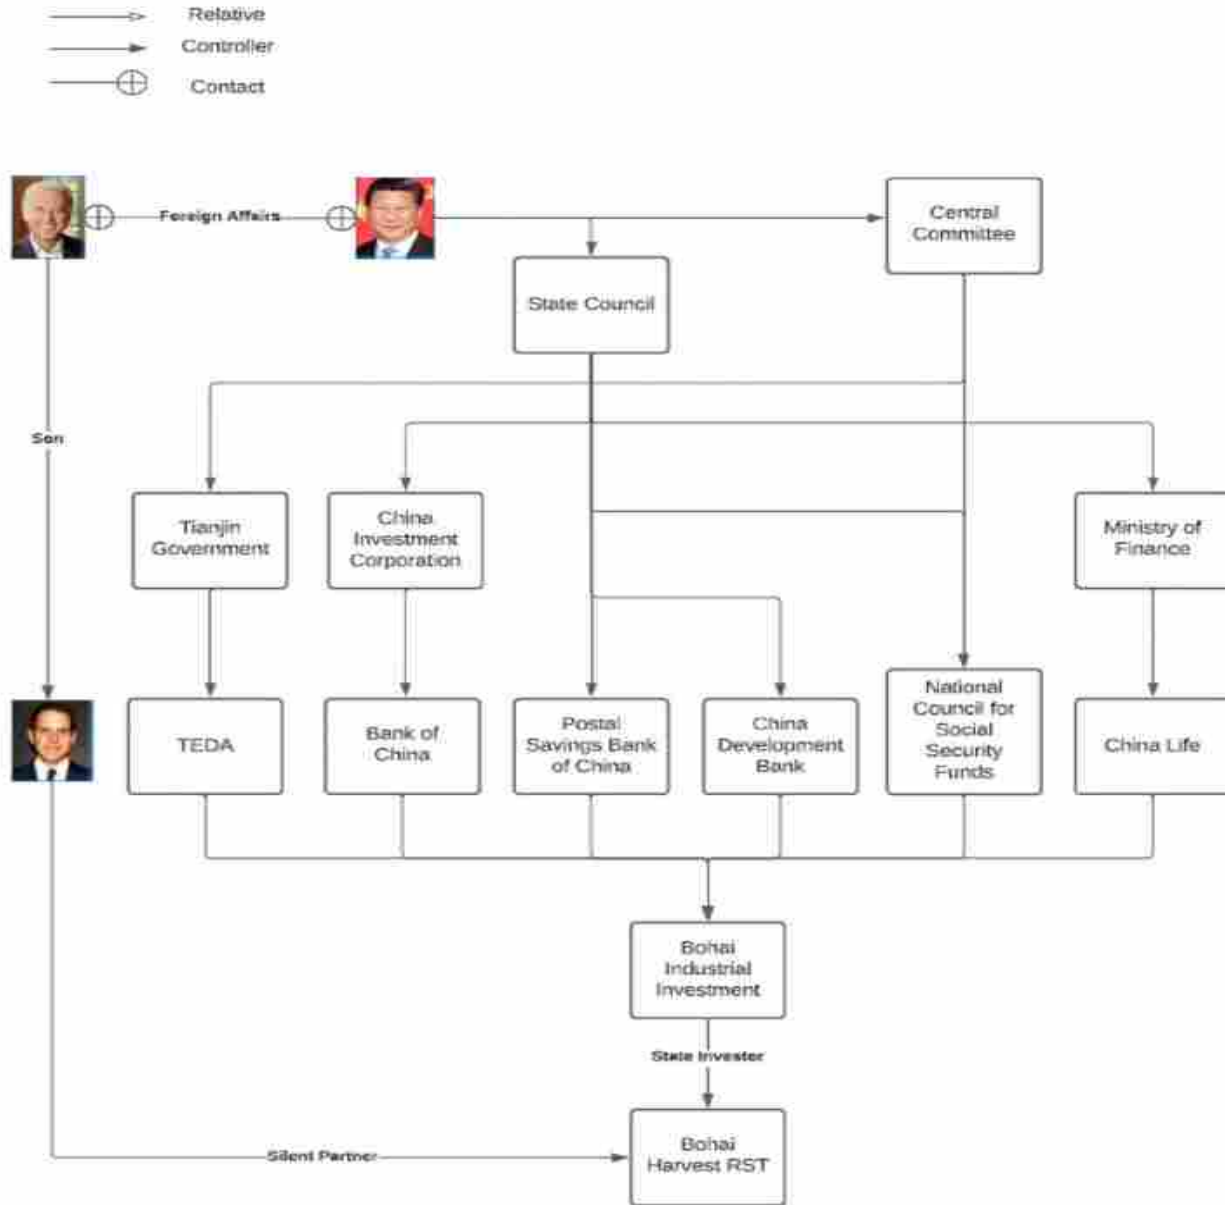 Relative
Controller
Contact
Foreign Affairs
Central
Committee
State Council
Son
Tianjin
Government
China
Investment
Corporation
Ministry of
Finance
TEDA
Bank of
China
Postal
Savings Bank
of China
China
Development
Bank
National
Council for
Social
Security
Funds
China Life
Bohai
Industrial
Investment
State Invester
Silent Partner
Bohai
Harvest RST